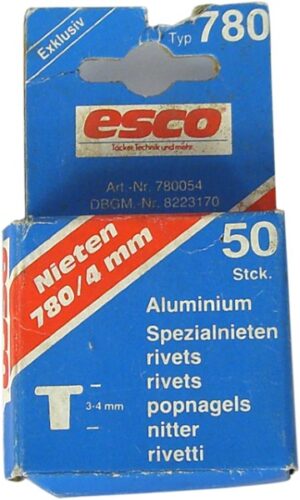 Exklusiv
Typ 780
esco
Tacker, Technik und mehr.
Art.-Nr. 780054
DBGM.-Nr. 8223170
Nieten
780/4 mm
50
Stck.
Aluminium
Spezialnieten
rivets
rivets
popnagels
nitter
rivetti
3-4 mm